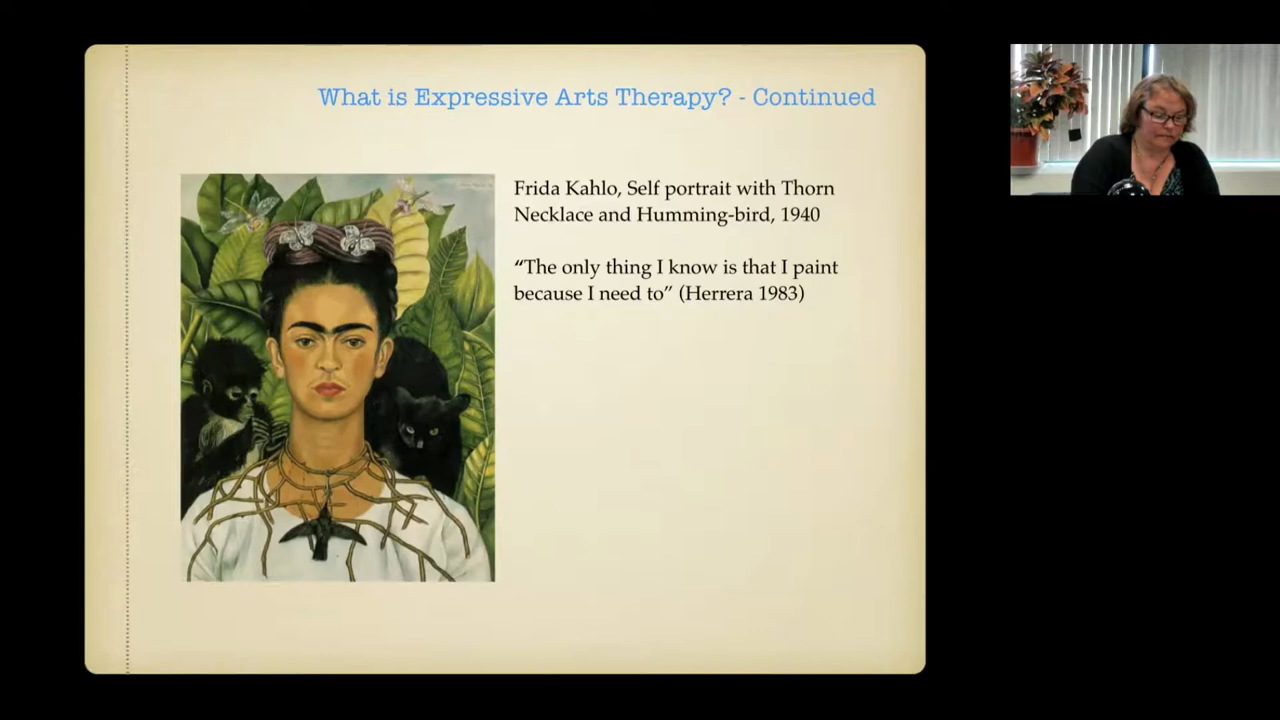 What is Expressive Arts Therapy? - Continued
Frida Kahlo, Self portrait with Thorn
Necklace and Humming-bird, 1940
“The only thing I know is that I paint
because I need to” (Herrera 1983)